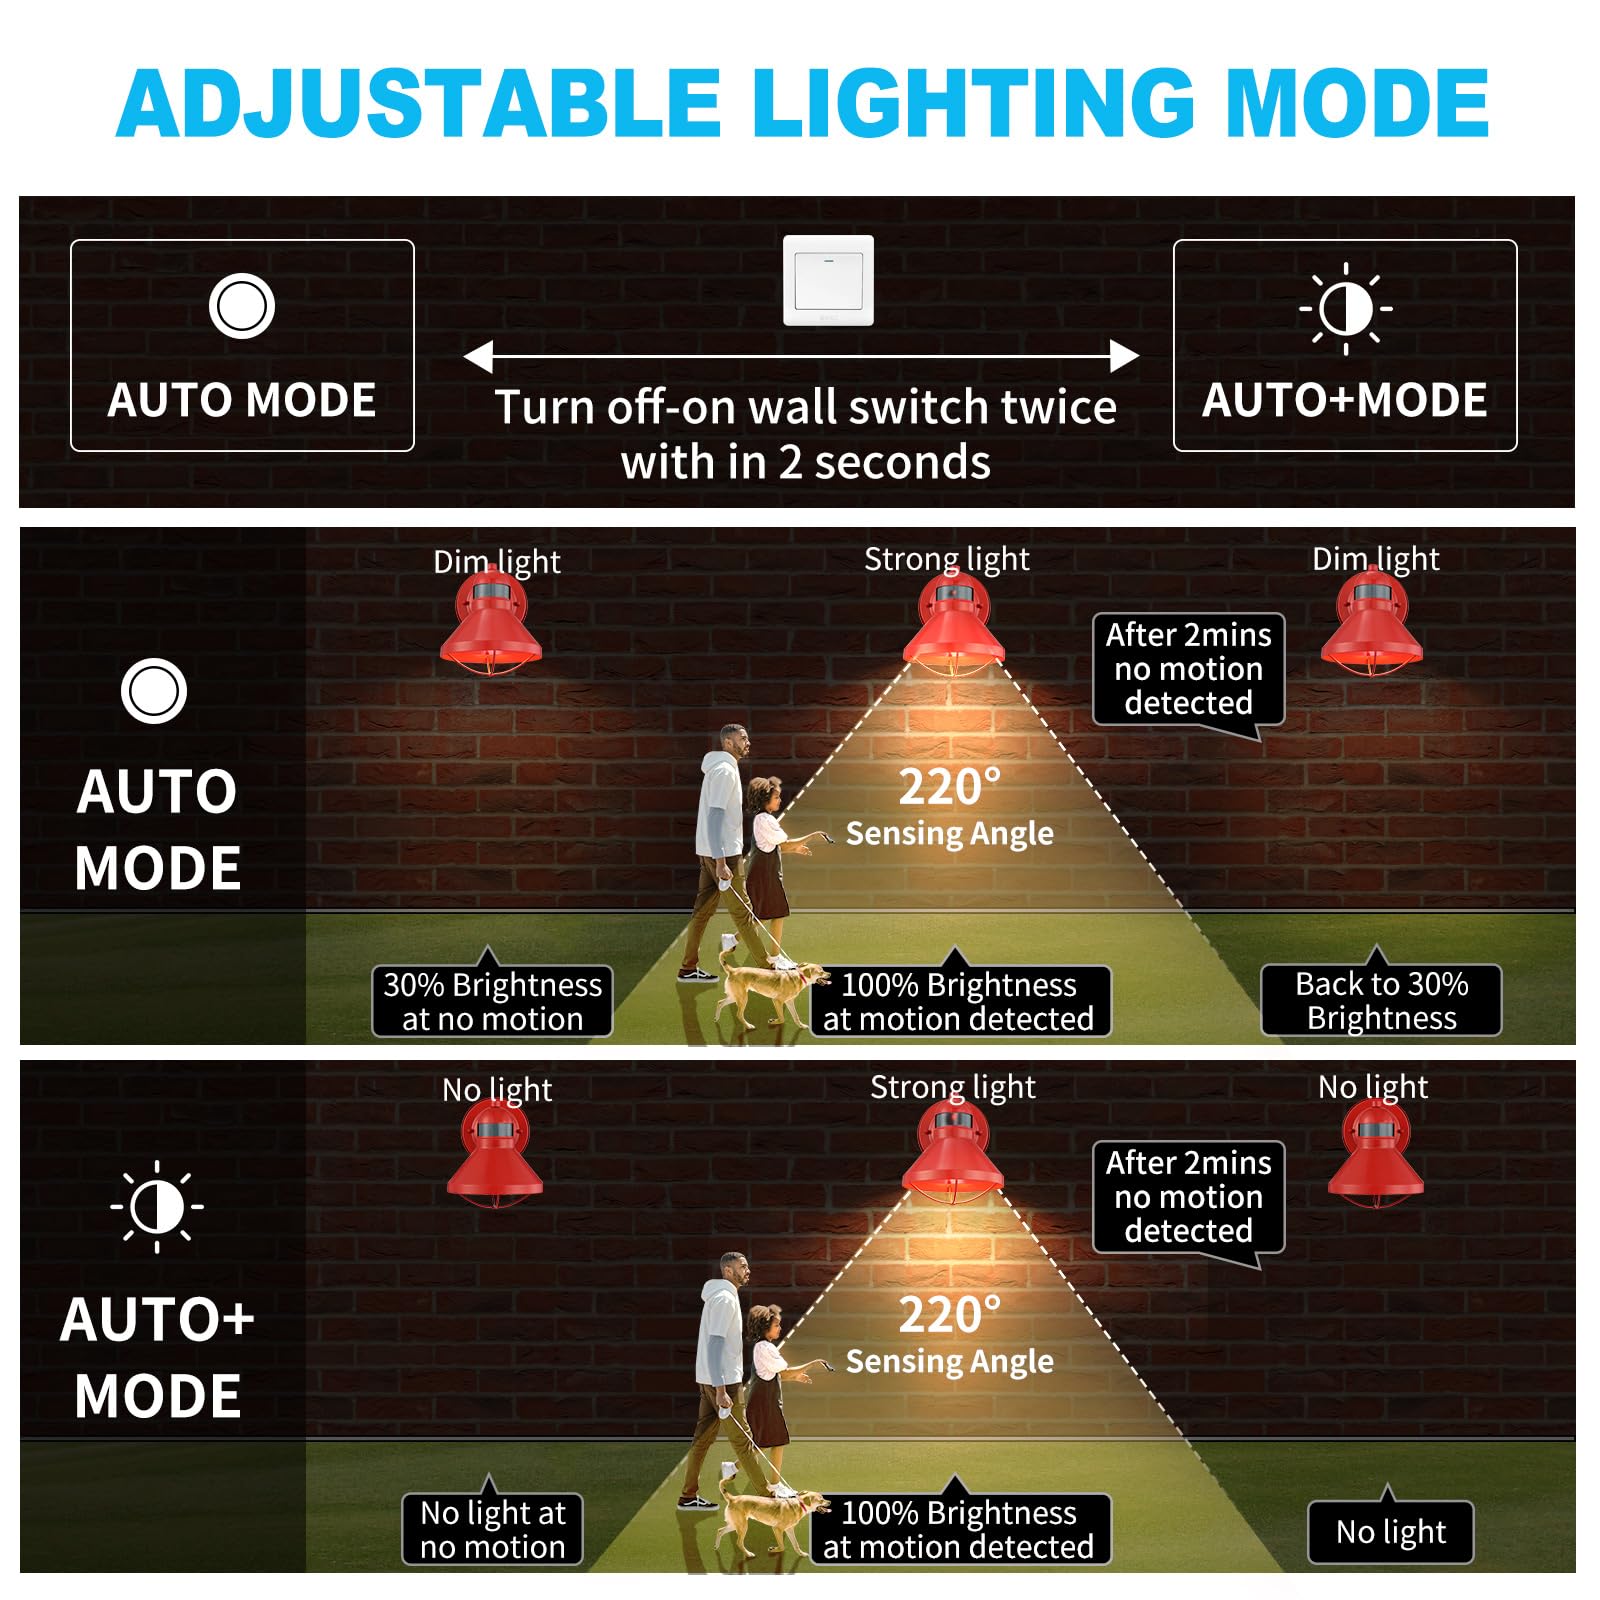 ADJUSTABLE LIGHTING MODE
AUTO MODE
Turn off-on wall switch twice
with in 2 seconds
AUTO+MODE
Dim light
Strong light
Dim light
After 2mins
no motion
detected
AUTO
MODE
220°
Sensing Angle
30% Brightness
at no motion
100% Brightness
at motion detected
Back to 30%
Brightness
No light
Strong light
No light
After 2mins
no motion
detected
AUTO+
MODE
220°
Sensing Angle
No light at
no motion
100% Brightness
at motion detected
No light